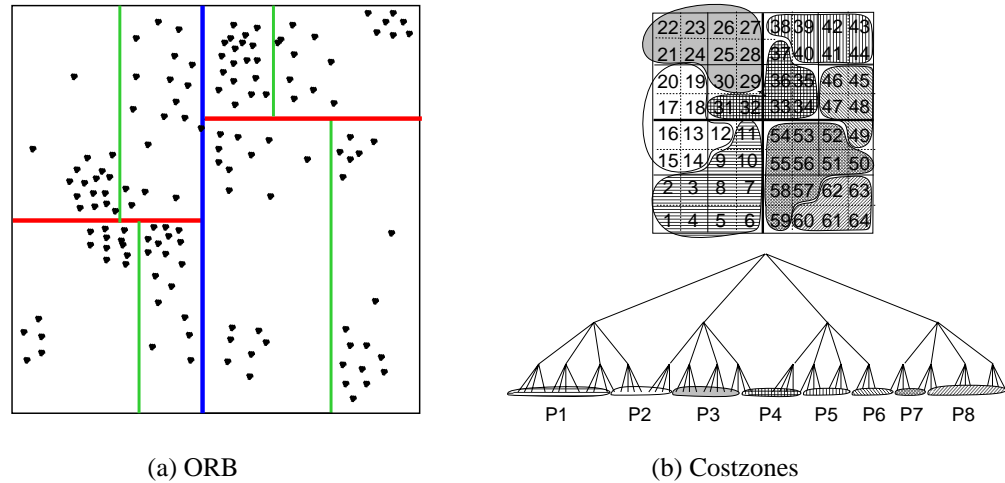 22 23 26 27 38 39 42 43
21 24 25 28 37 40 41 44
20 19 30 29 36 35 46 45
17 18 31 32 33 34 47 48
16 13 12 11 54 53 52 49
15 14 9 10 55 56 51 50
2 3 8 7 58 57 62 63
1 4 5 6 59 60 61 64
P1 P2 P3 P4 P5 P6 P7 P8
(a) ORB
(b) Costzones